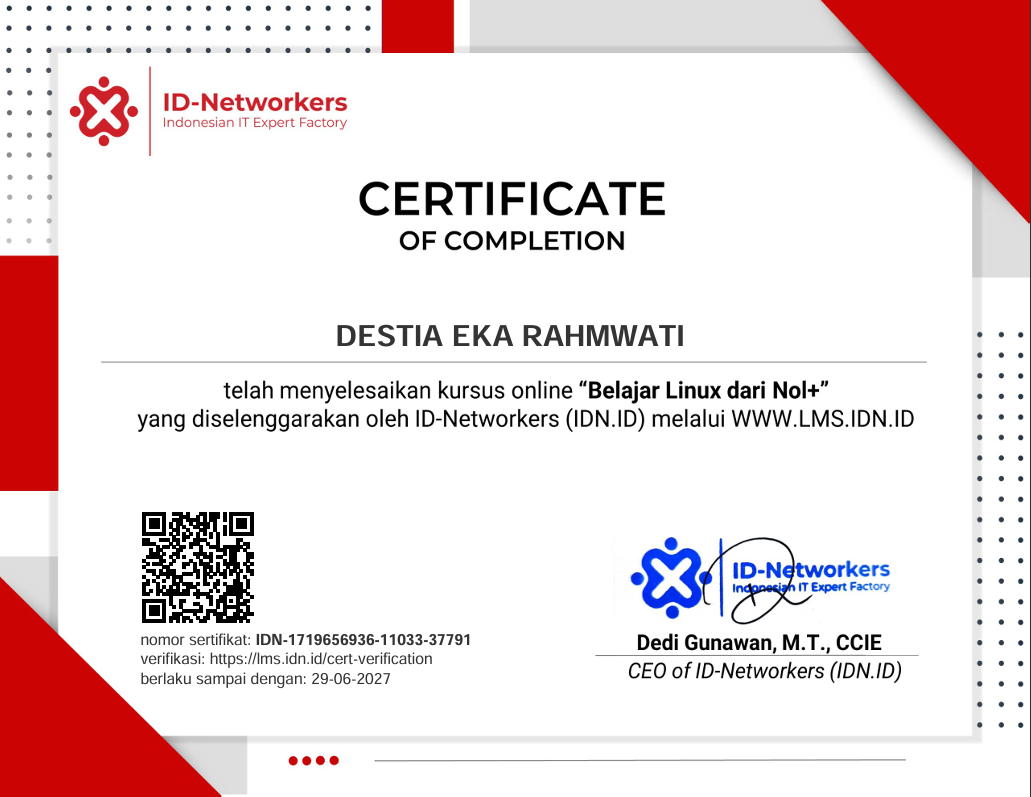 ID-Networkers
Indonesian IT Expert Factory
CERTIFICATE
OF COMPLETION
DESTIA EKA RAHMWATI
telah menyelesaikan kursus online “Belajar Linux dari Nol+”
yang diselenggarakan oleh ID-Networkers (IDN.ID) melalui WWW.LMS.IDN.ID
nomor sertifikat: IDN-1719656936-11033-37791
verifikasi: https://lms.idn.id/cert-verification
berlaku sampai dengan: 29-06-2027
ID-Networkers
Indonesian IT Expert Factory
Dedi Gunawan, M.T., CCIE
CEO of ID-Networkers (IDN.ID)